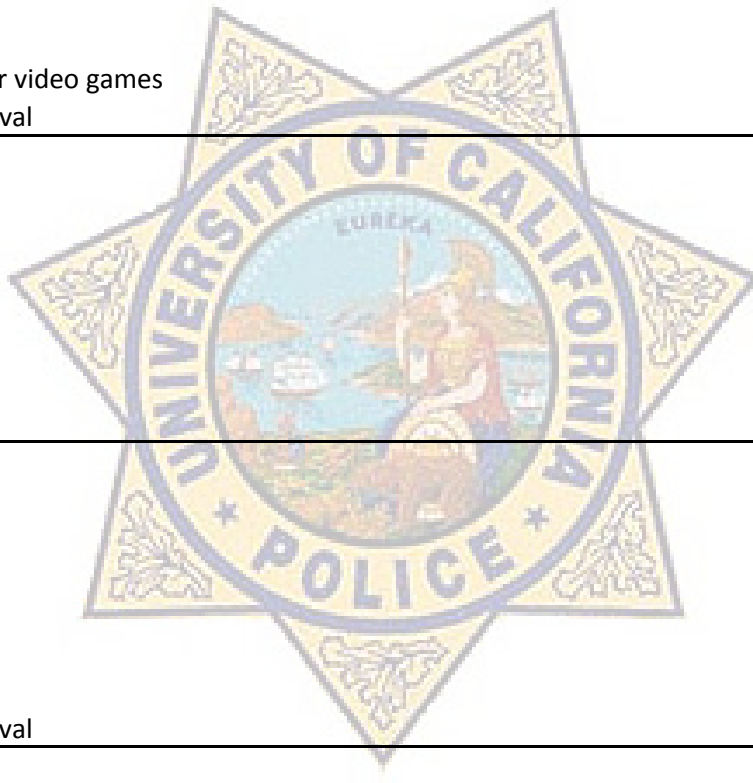 r video games
val
UNIVERSITY OF CALIFORNIA
EUREKA
* POLICE *
val